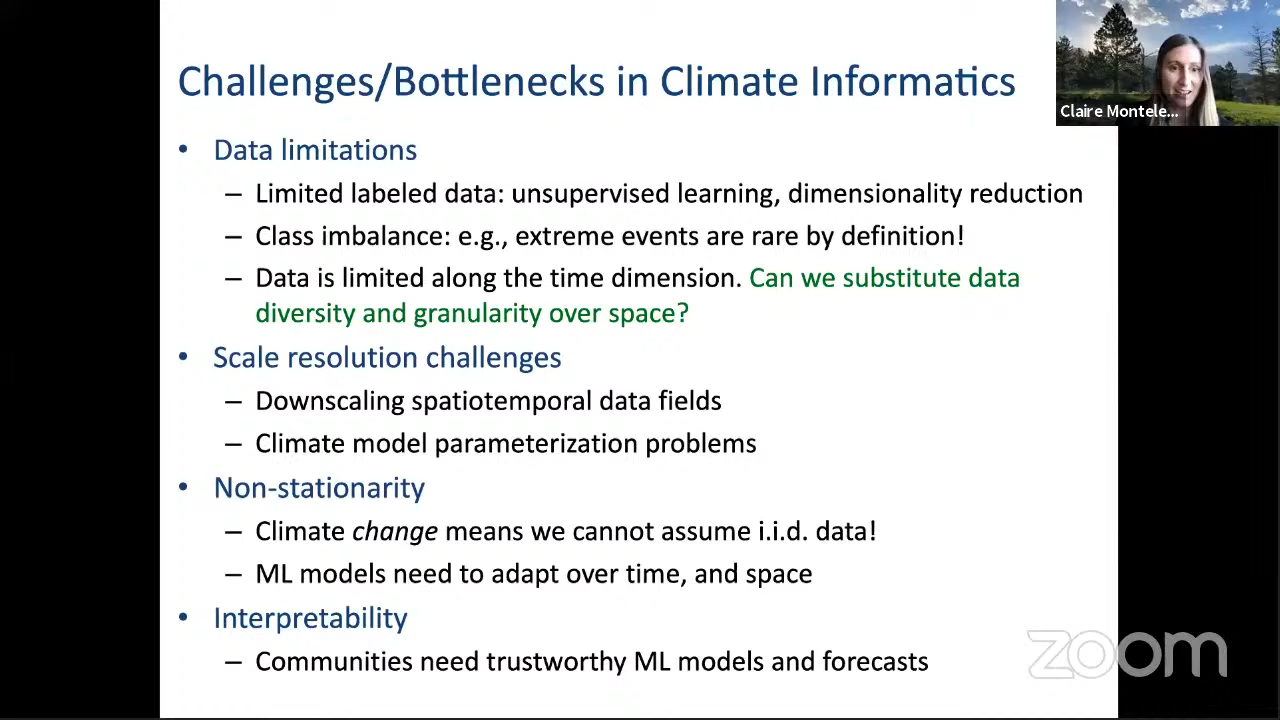 Challenges/Bottlenecks in Climate Informatics
Claire Montele...
• Data limitations
– Limited labeled data: unsupervised learning, dimensionality reduction
– Class imbalance: e.g., extreme events are rare by definition!
– Data is limited along the time dimension. Can we substitute data
diversity and granularity over space?
• Scale resolution challenges
– Downscaling spatiotemporal data fields
– Climate model parameterization problems
• Non-stationarity
– Climate change means we cannot assume i.i.d. data!
– ML models need to adapt over time, and space
• Interpretability
– Communities need trustworthy ML models and forecasts
zoom